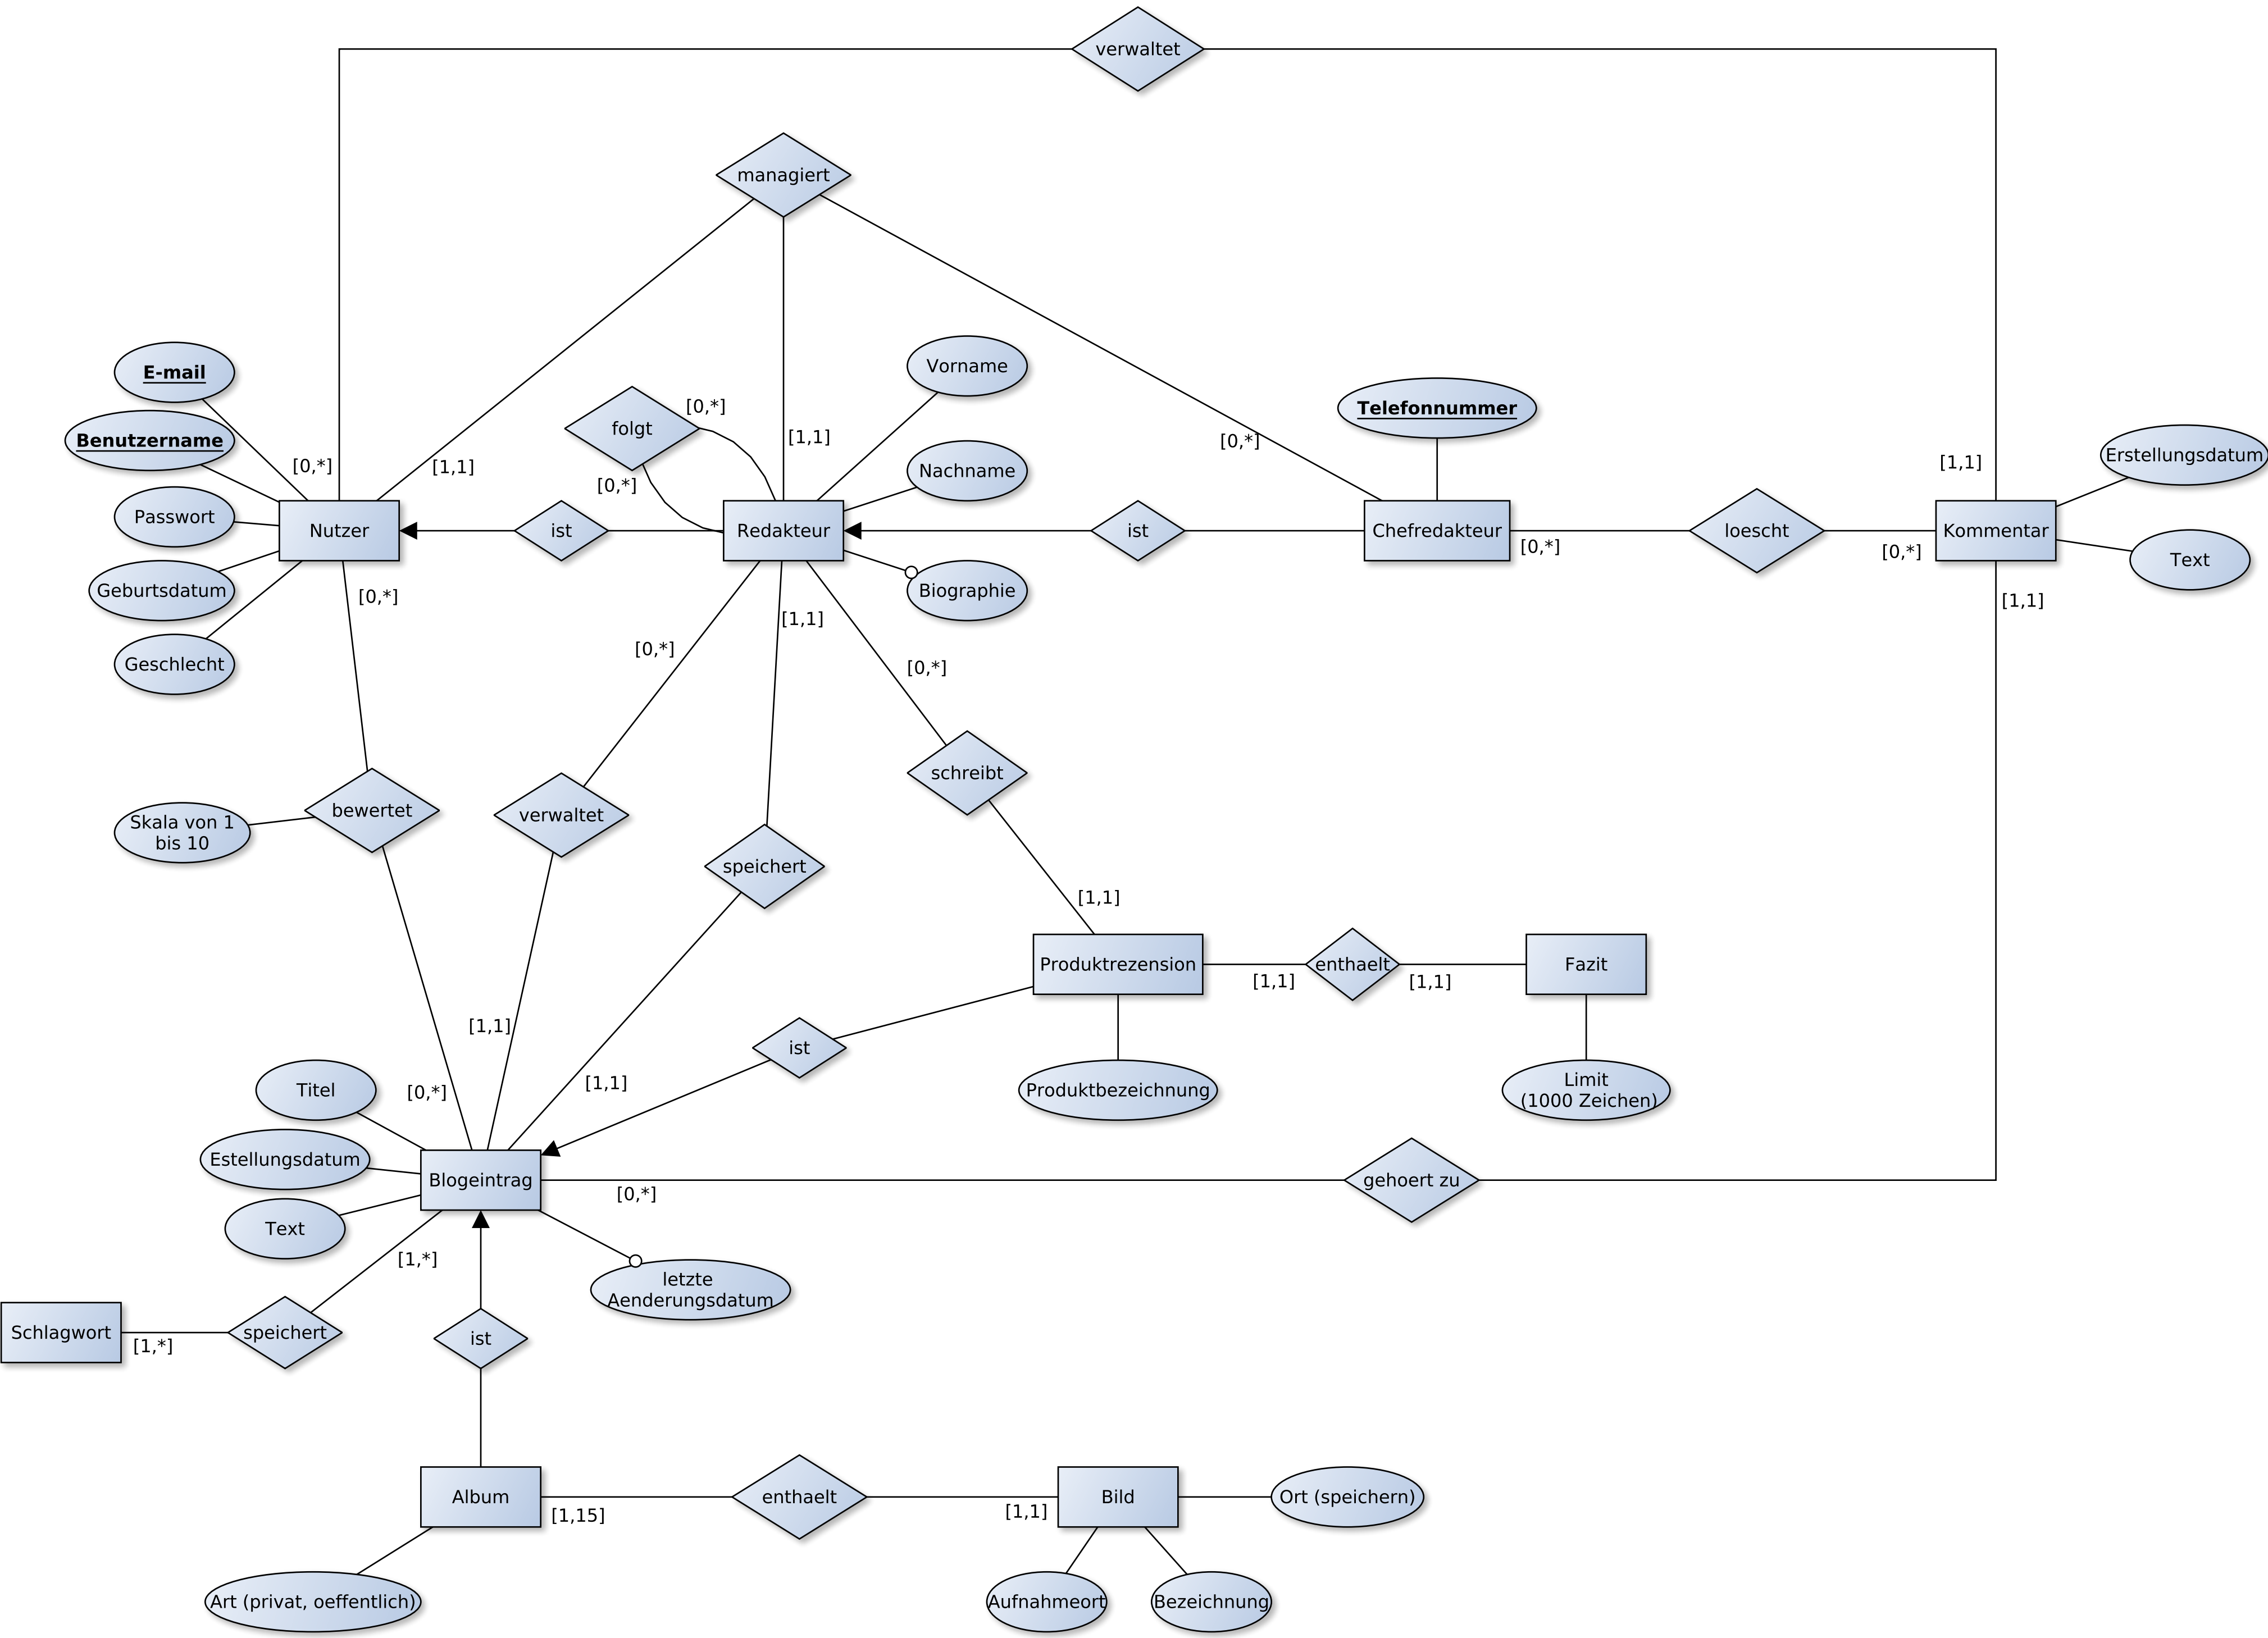 verwaltet
managiert
Vorname
E-mail
folgt
[0,*]
Telefonnummer
Benutzername
[1,1]
[0,*]
Erstellungsdatum
[0,*]
[1,1]
[1,1]
Nachname
[0,*]
Passwort
Nutzer
ist
Redakteur
ist
Chefredakteur
[0,*]
loescht
[0,*]
Kommentar
Text
Geburtsdatum
[0,*]
Biographie
[1,1]
[1,1]
Geschlecht
[0,*]
[0,*]
schreibt
bewertet
Skala von 1
bis 10
verwaltet
speichert
[1,1]
Produktrezension
[1,1]
enthaelt
[1,1]
Fazit
[1,1]
ist
[1,1]
Titel
[0,*]
Produktbezeichnung
Limit
(1000 Zeichen)
Estellungsdatum
Blogeintrag
[0,*]
gehoert zu
Text
[1,*]
letzte
Aenderungsdatum
Schlagwort
[1,*]
speichert
ist
Album
[1,15]
enthaelt
[1,1]
Bild
Ort (speichern)
Art (privat, oeffentlich)
Aufnahmeort
Bezeichnung